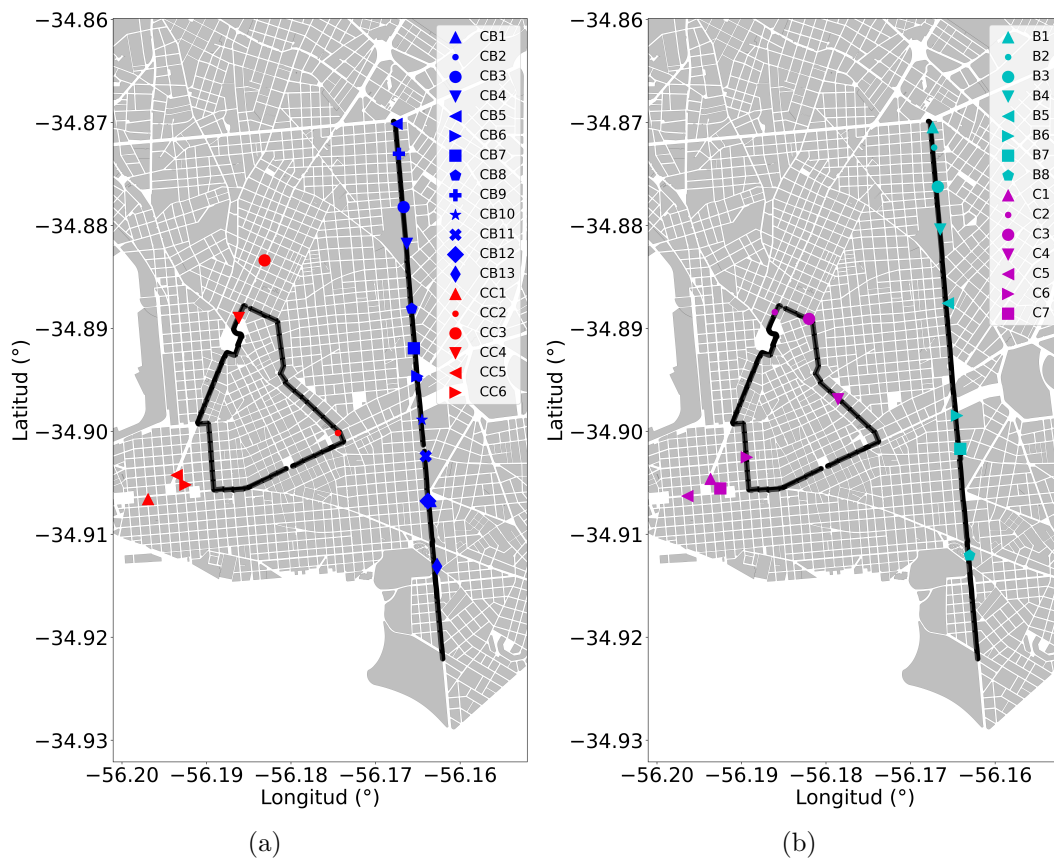 −34.86
−34.87
−34.88
−34.89
−34.90
−34.91
−34.92
−34.93
Latitud (°)
−56.20 −56.19 −56.18 −56.17 −56.16
Longitud (°)
CB1
CB2
CB3
CB4
CB5
CB6
CB7
CB8
CB9
CB10
CB11
CB12
CB13
CC1
CC2
CC3
CC4
CC5
CC6
(a)
−34.86
−34.87
−34.88
−34.89
−34.90
−34.91
−34.92
−34.93
Latitud (°)
−56.20 −56.19 −56.18 −56.17 −56.16
Longitud (°)
B1
B2
B3
B4
B5
B6
B7
B8
C1
C2
C3
C4
C5
C6
C7
(b)